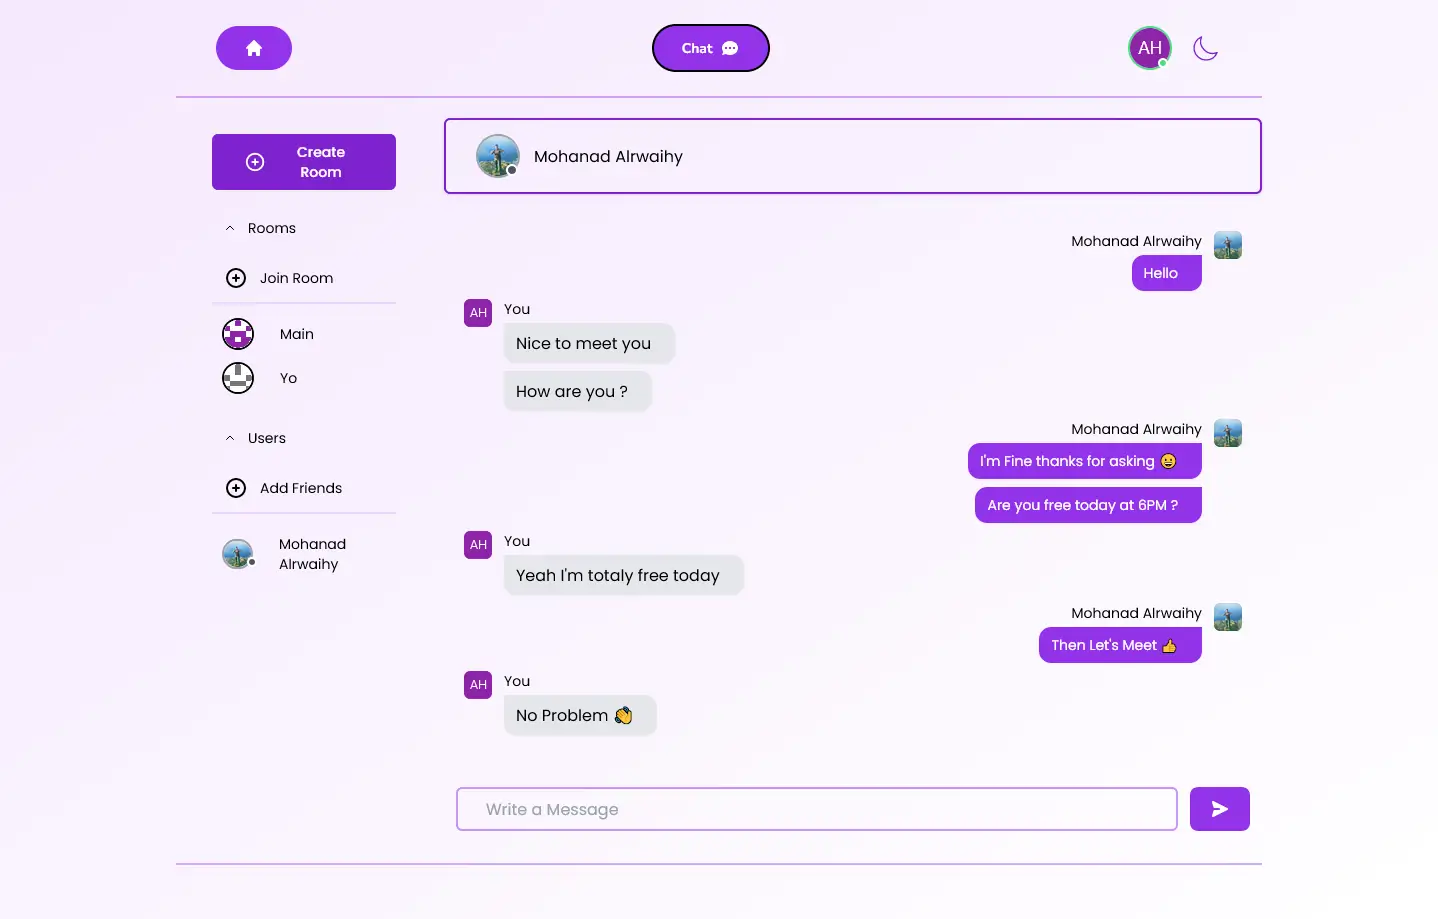 Chat
AH
Create
Room
Rooms
Join Room
Main
Yo
Users
Add Friends
Mohanad
Alrwaihy
Mohanad Alrwaihy
Mohanad Alrwaihy
Hello
AH
You
Nice to meet you
How are you ?
Mohanad Alrwaihy
I'm Fine thanks for asking 😀
Are you free today at 6PM ?
AH
You
Yeah I'm totaly free today
Mohanad Alrwaihy
Then Let's Meet 👍
AH
You
No Problem 👏
Write a Message